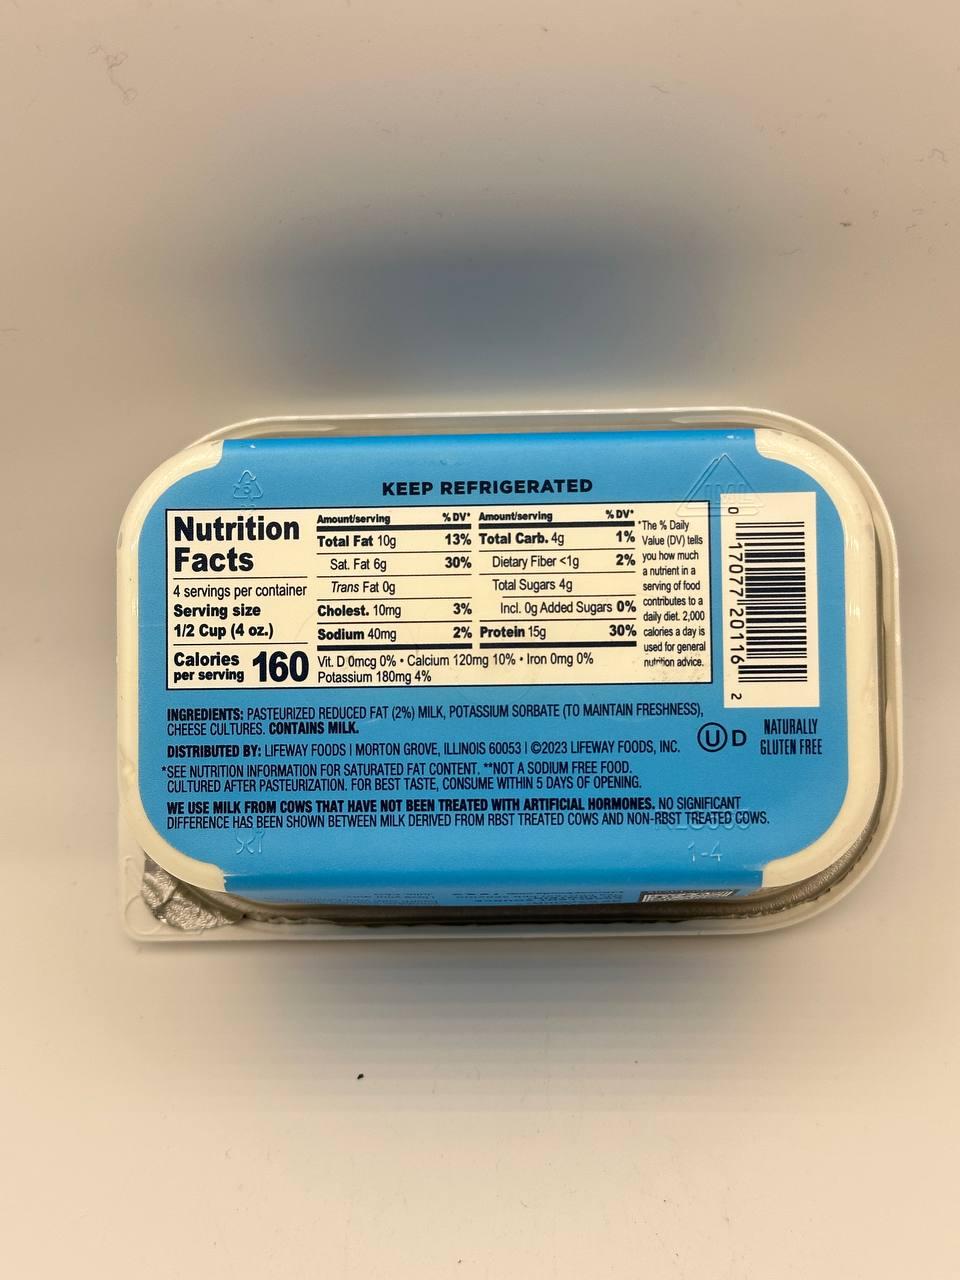 KEEP REFRIGERATED
Nutrition
Facts
4 servings per container
Serving size
1/2 Cup (4 oz.)
Calories
per serving 160
Amount/serving % DV*
Total Fat 10g 13%
Sat. Fat 6g 30%
Trans Fat 0g
Cholest. 10mg 3%
Sodium 40mg 2%
Amount/serving % DV*
Total Carb. 4g 1%
Dietary Fiber <1g 2%
Total Sugars 4g
Incl. 0g Added Sugars 0%
Protein 15g 30%
Vit. D 0mcg 0% • Calcium 120mg 10% • Iron 0mg 0%
Potassium 180mg 4%
*The % Daily
Value (DV) tells
you how much
a nutrient in a
serving of food
contributes to a
daily diet. 2,000
calories a day is
used for general
nutrition advice.
0 17077 20116 2
INGREDIENTS: PASTEURIZED REDUCED FAT (2%) MILK, POTASSIUM SORBATE (TO MAINTAIN FRESHNESS),
CHEESE CULTURES. CONTAINS MILK.
DISTRIBUTED BY: LIFEWAY FOODS | MORTON GROVE, ILLINOIS 60053 | ©2023 LIFEWAY FOODS, INC.
U D
NATURALLY
GLUTEN FREE
*SEE NUTRITION INFORMATION FOR SATURATED FAT CONTENT. **NOT A SODIUM FREE FOOD.
CULTURED AFTER PASTEURIZATION. FOR BEST TASTE, CONSUME WITHIN 5 DAYS OF OPENING.
WE USE MILK FROM COWS THAT HAVE NOT BEEN TREATED WITH ARTIFICIAL HORMONES. NO SIGNIFICANT
DIFFERENCE HAS BEEN SHOWN BETWEEN MILK DERIVED FROM RBST TREATED COWS AND NON-RBST TREATED COWS.
1-4